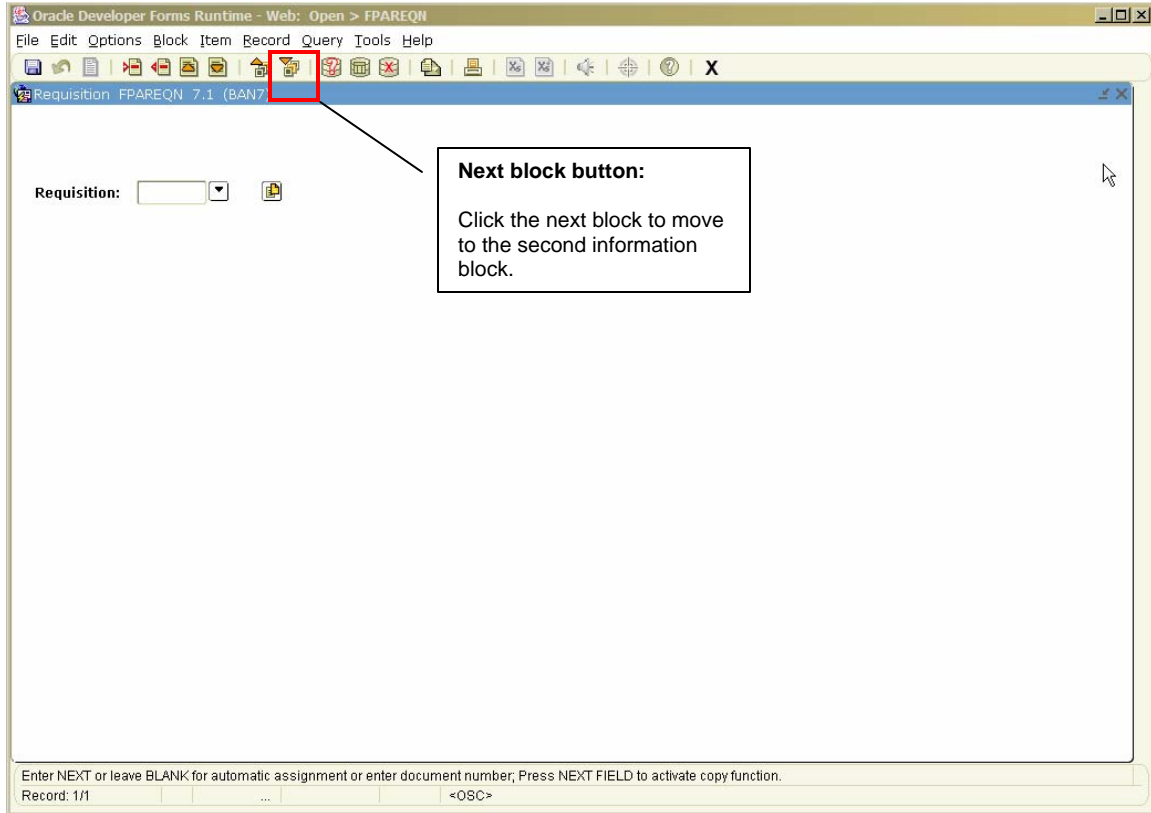 Oracle Developer Forms Runtime - Web: Open > FPAREQN
File Edit Options Block Item Record Query Tools Help
X
Requisition FPAREQN 7.1 (BAN7)
Next block button:
Click the next block to move
to the second information
block.
Requisition:
Enter NEXT or leave BLANK for automatic assignment or enter document number; Press NEXT FIELD to activate copy function.
Record: 1/1 ... <OSC>